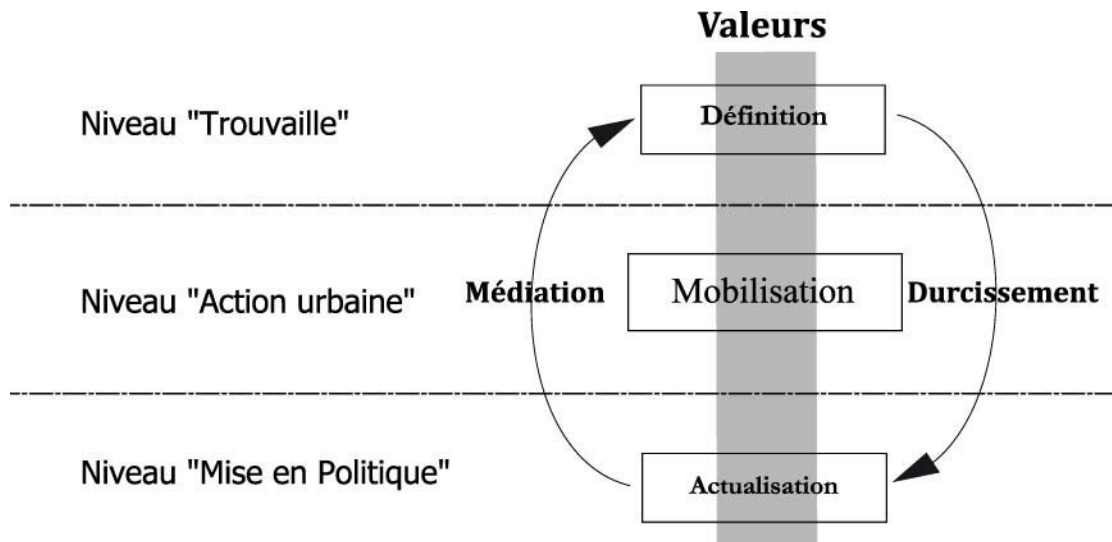 Valeurs
Niveau "Trouvaille"
Définition
Niveau "Action urbaine"
Médiation
Mobilisation
Durcissement
Niveau "Mise en Politique"
Actualisation